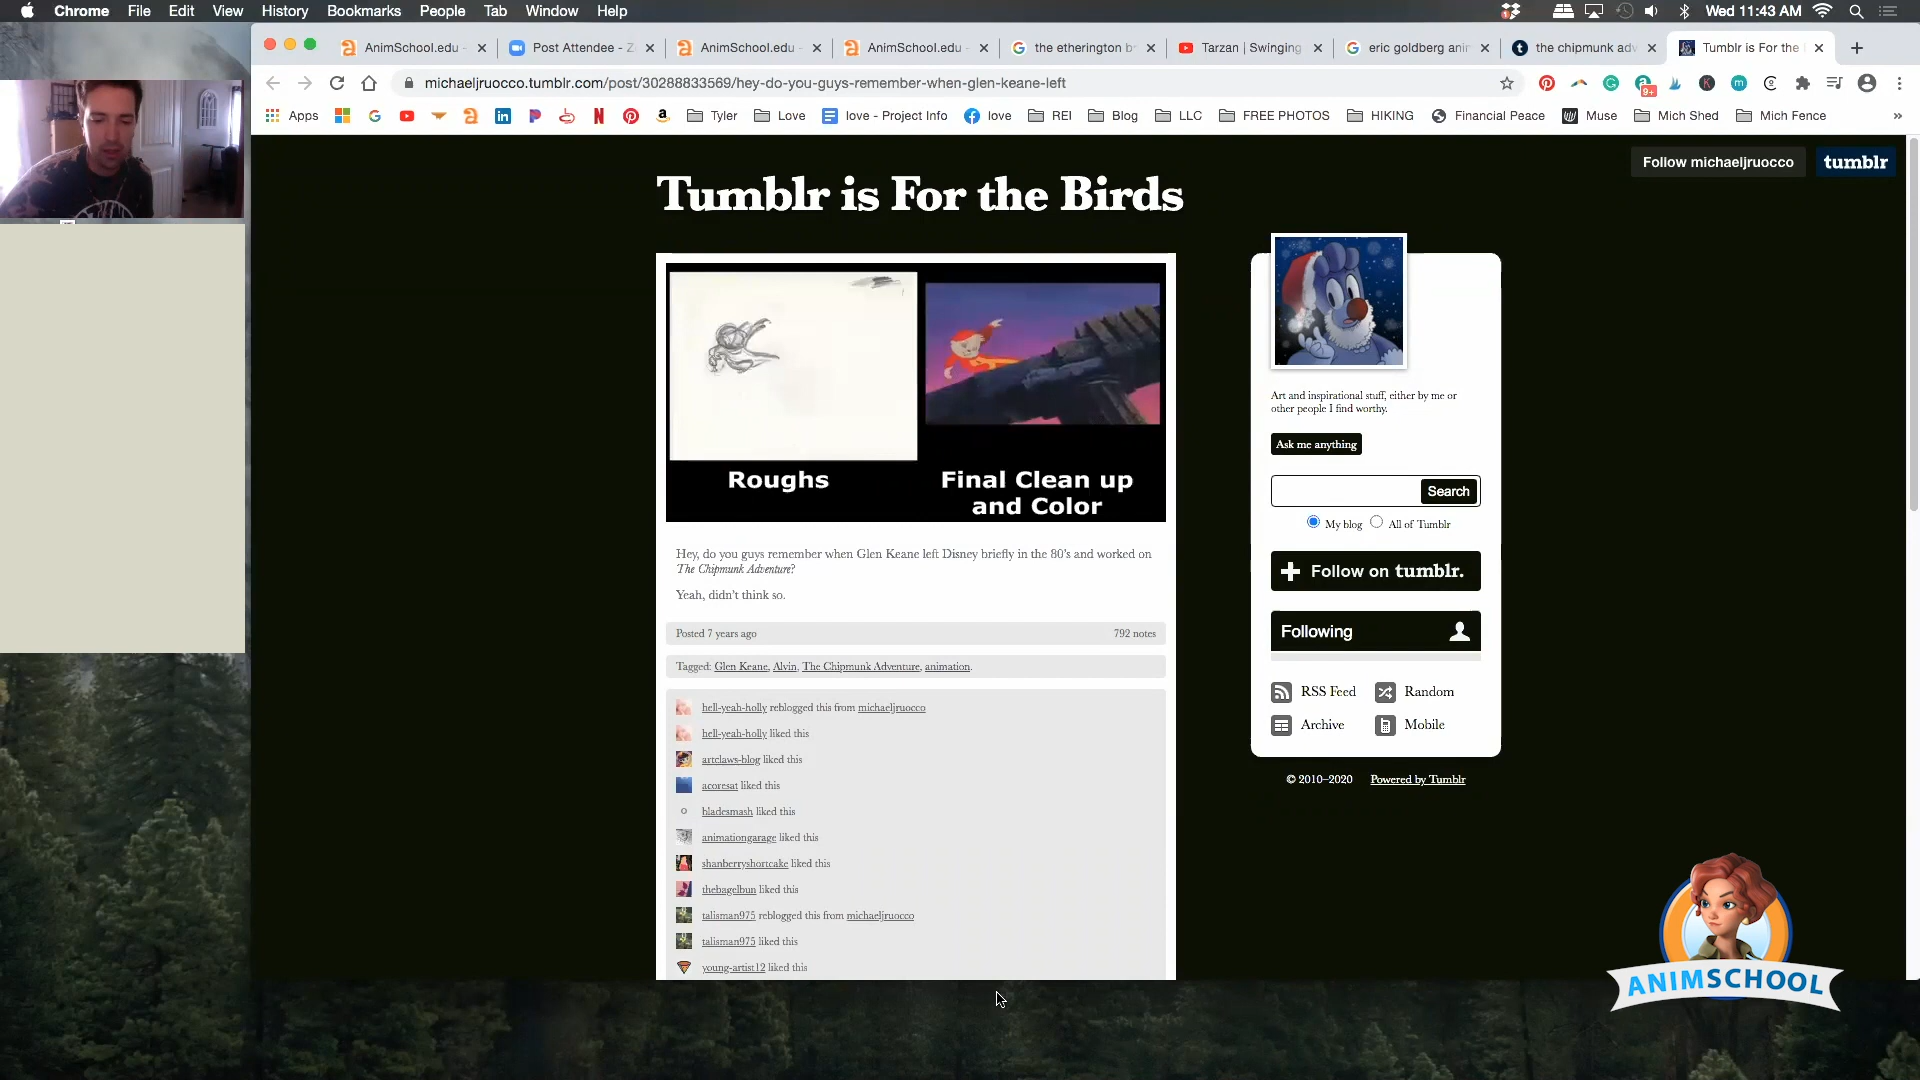 Chrome File Edit View History Bookmarks People Tab Window Help
Wed 11:43 AM
AnimSchool.edu - Post Attendee - Z AnimSchool.edu - AnimSchool.edu - the etherington b Tarzan | Swinging eric goldberg ani the chipmunk adv Tumblr is For the
michaeljruocco.tumblr.com/post/30288833569/hey-do-you-guys-remember-when-glen-keane-left
9+
Apps Tyler Love love - Project Info love REI Blog LLC FREE PHOTOS HIKING Financial Peace Muse Mich Shed Mich Fence »
Follow michaeljruocco tumblr
Tumblr is For the Birds
Roughs
Final Clean up
and Color
Hey, do you guys remember when Glen Keane left Disney briefly in the 80's and worked on
The Chipmunk Adventure?
Yeah, didn't think so.
Posted 7 years ago 792 notes
Tagged: Glen Keane, Alvin, The Chipmunk Adventure, animation.
hell-yeah-holly reblogged this from michaeljruocco
hell-yeah-holly liked this
artclaws-blog liked this
acoresat liked this
bladesmash liked this
animationgarage liked this
shanberryshortcake liked this
thebagelbun liked this
talisman975 reblogged this from michaeljruocco
talisman975 liked this
young-artist12 liked this
Art and inspirational stuff, either by me or
other people I find worthy.
Ask me anything
Search
My blog All of Tumblr
Follow on tumblr.
Following
RSS Feed Random
Archive Mobile
© 2010–2020 Powered by Tumblr
ANIMSCHOOL